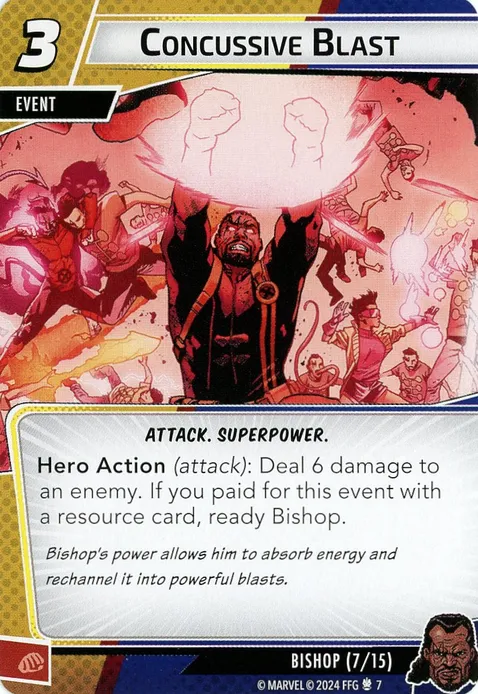 3
CONCUSSIVE BLAST
EVENT
ATTACK. SUPERPOWER.
Hero Action (attack): Deal 6 damage to
an enemy. If you paid for this event with
a resource card, ready Bishop.
Bishop's power allows him to absorb energy and
rechannel it into powerful blasts.
BISHOP (7/15)
© MARVEL © 2024 FFG 7